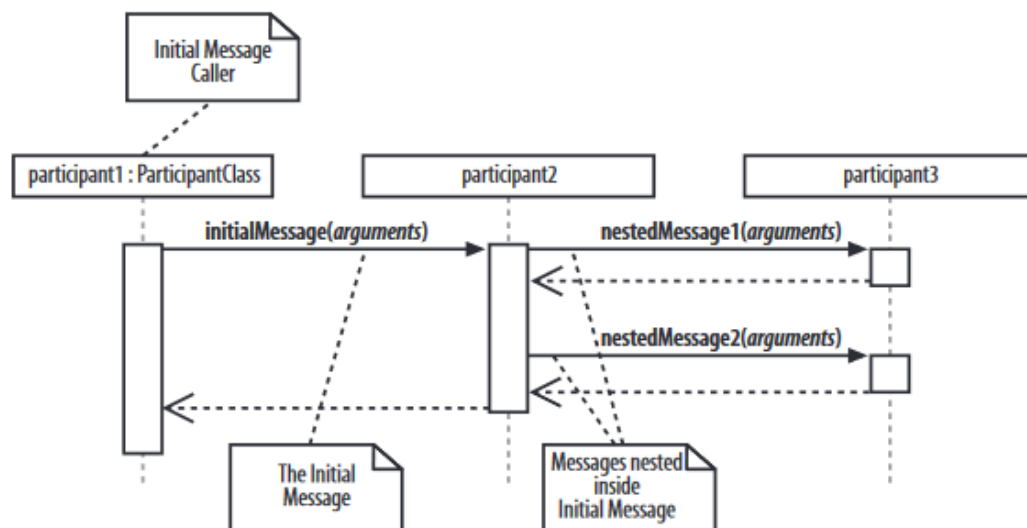 Initial Message
Caller
participant1 : ParticipantClass
participant2
participant3
initialMessage(arguments)
nestedMessage1(arguments)
nestedMessage2(arguments)
The Initial
Message
Messages nested
inside
Initial Message